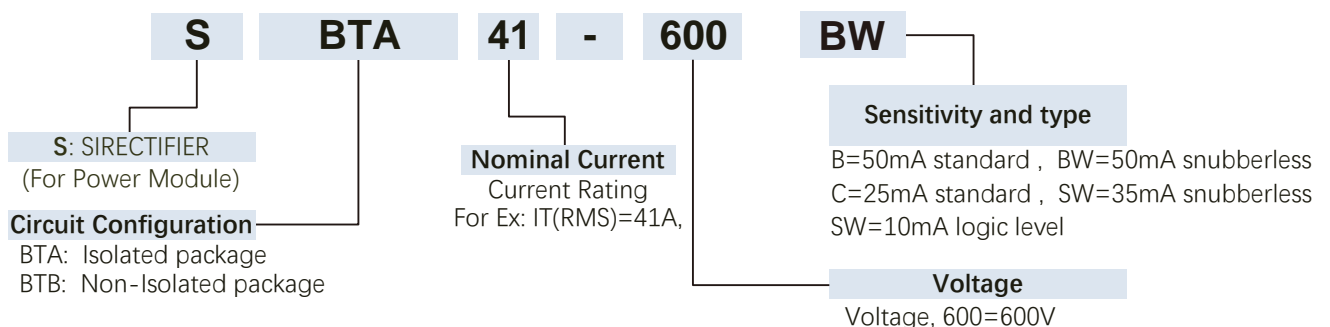 S BTA 41 - 600 BW
S: SIRECTIFIER
(For Power Module)
Circuit Configuration
BTA: Isolated package
BTB: Non-Isolated package
Nominal Current
Current Rating
For Ex: IT(RMS)=41A,
Sensitivity and type
B=50mA standard , BW=50mA snubberless
C=25mA standard , SW=35mA snubberless
SW=10mA logic level
Voltage
Voltage, 600=600V